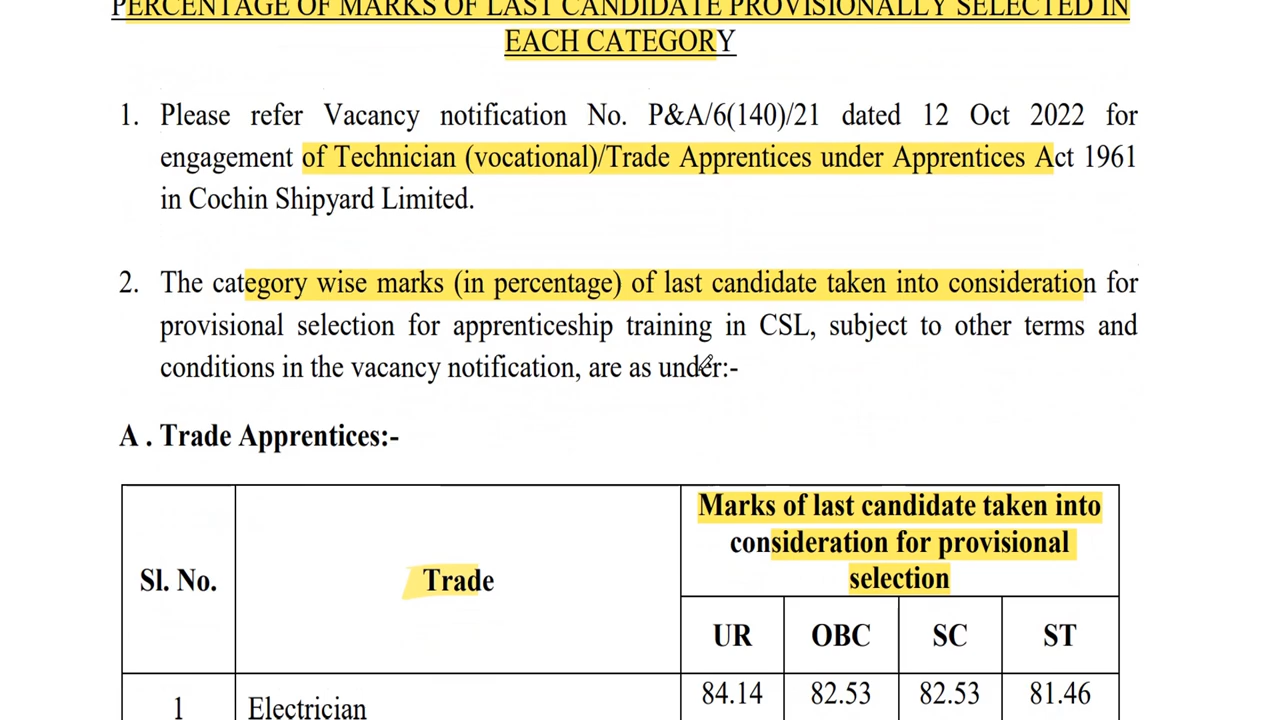 PERCENTAGE OF MARKS OF LAST CANDIDATE PROVISIONALLY SELECTED IN
EACH CATEGORY
1. Please refer Vacancy notification No. P&A/6(140)/21 dated 12 Oct 2022 for
engagement of Technician (vocational)/Trade Apprentices under Apprentices Act 1961
in Cochin Shipyard Limited.
2. The category wise marks (in percentage) of last candidate taken into consideration for
provisional selection for apprenticeship training in CSL, subject to other terms and
conditions in the vacancy notification, are as under:-
A . Trade Apprentices:-
Sl. No.
Trade
Marks of last candidate taken into
consideration for provisional
selection
UR OBC SC ST
1 Electrician 84.14 82.53 82.53 81.46